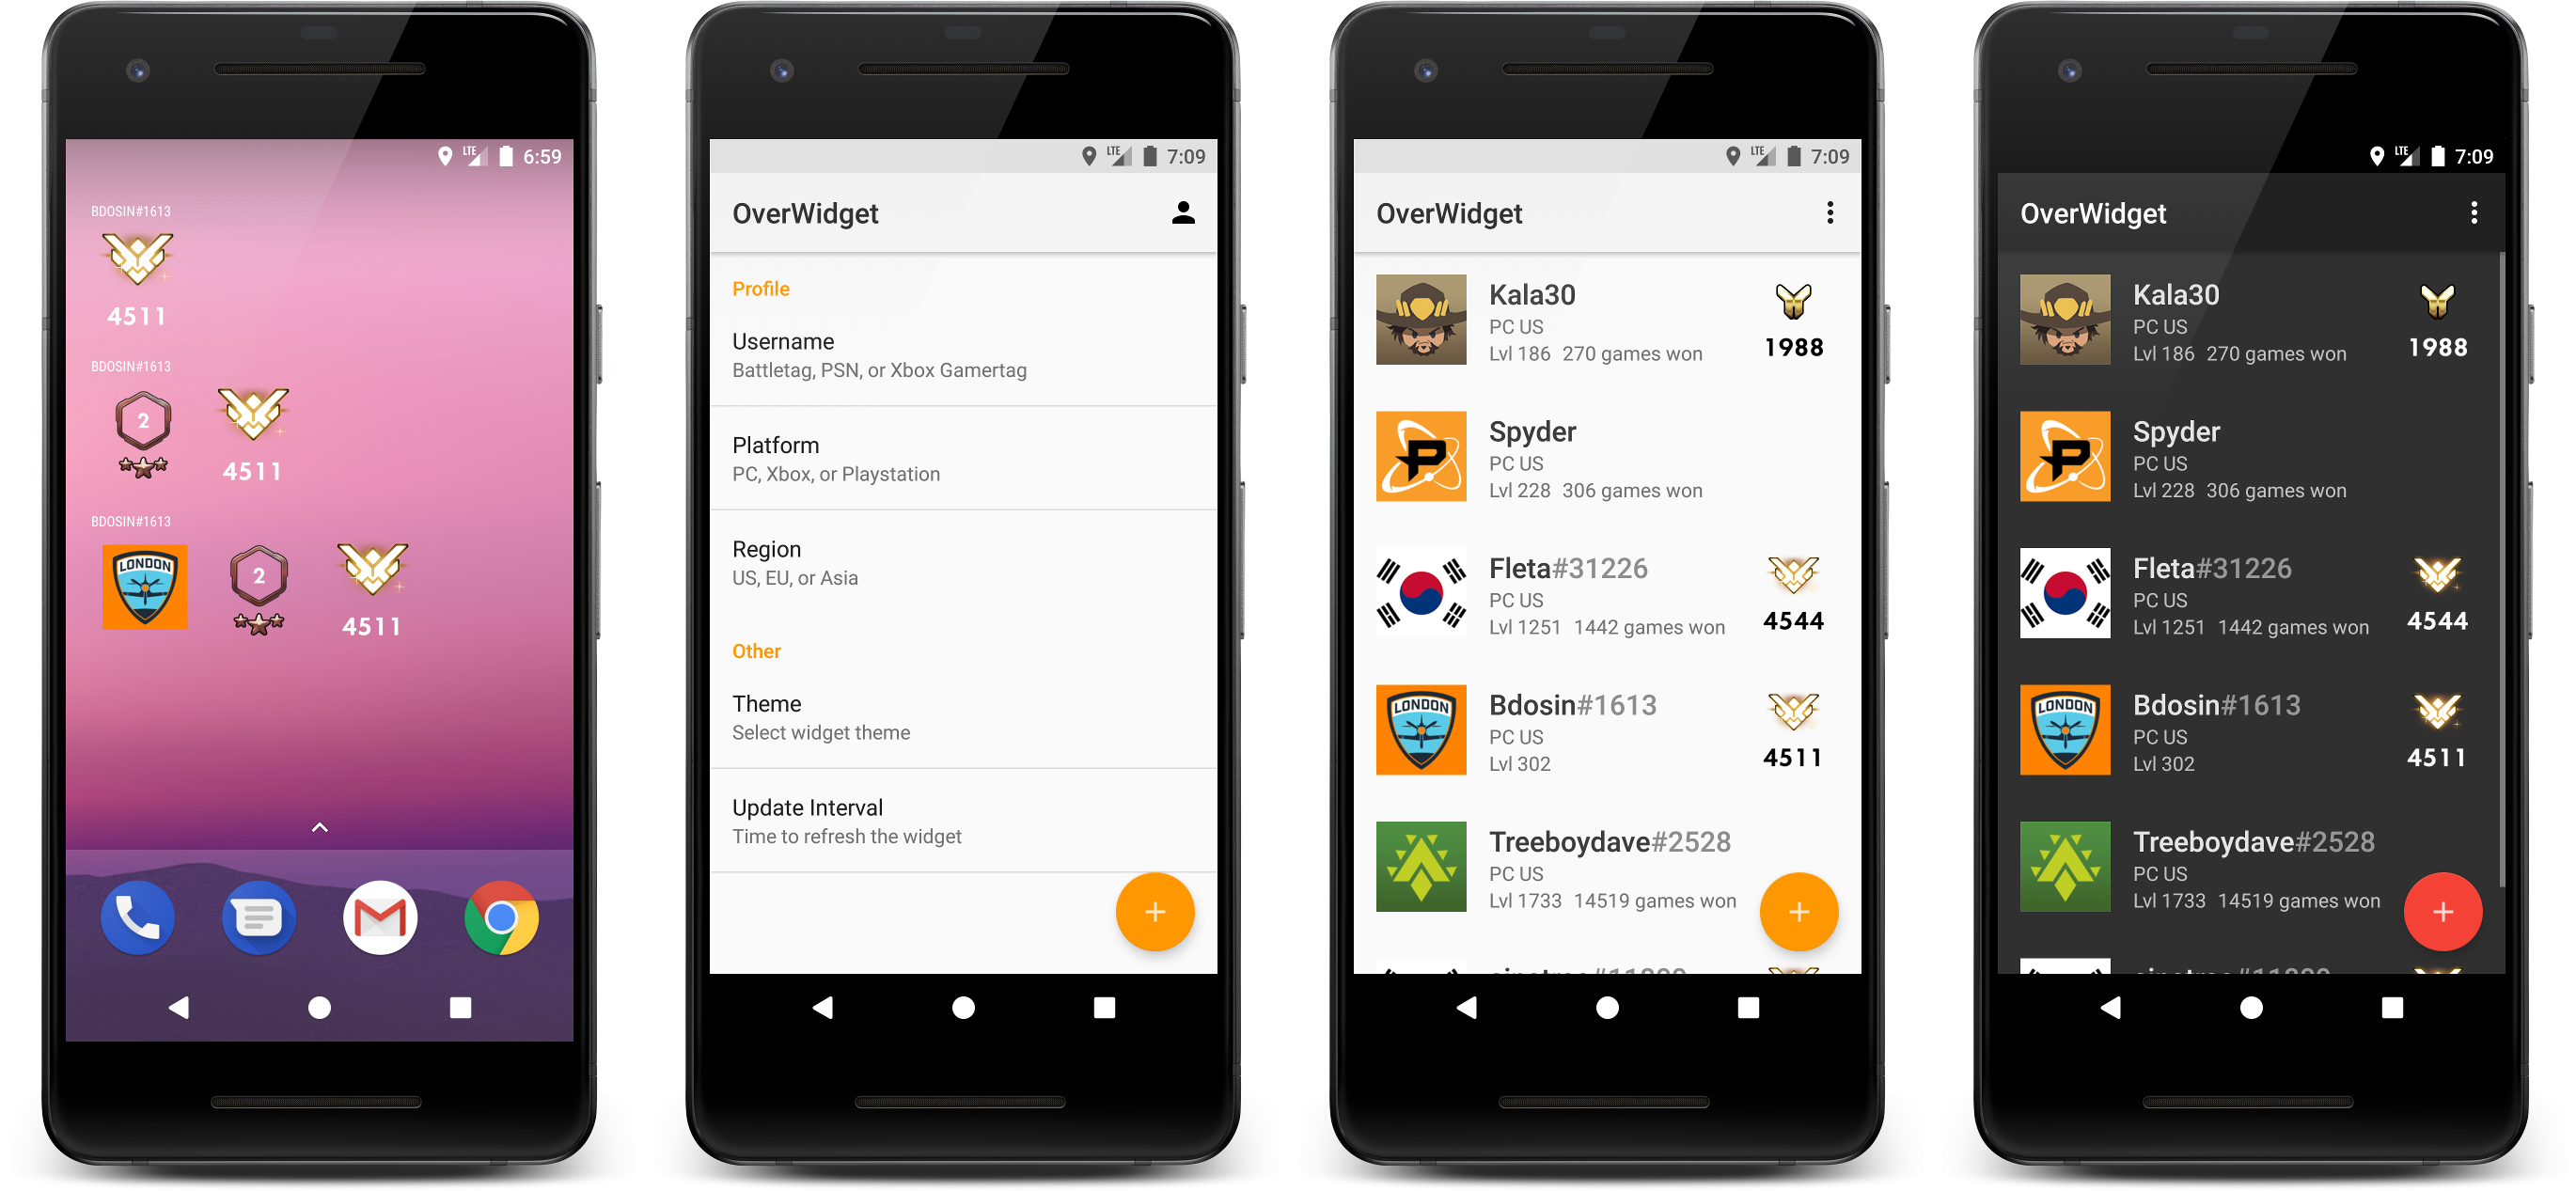 LTE 6:59
BDOSIN#1613
4511
BDOSIN#1613
2
4511
BDOSIN#1613
LONDON
2
4511
LTE 7:09
OverWidget
Profile
Username
Battletag, PSN, or Xbox Gamertag
Platform
PC, Xbox, or Playstation
Region
US, EU, or Asia
Other
Theme
Select widget theme
Update Interval
Time to refresh the widget
LTE 7:09
OverWidget
Kala30
PC US
Lvl 186 270 games won
1988
Spyder
PC US
Lvl 228 306 games won
Fleta#31226
PC US
Lvl 1251 1442 games won
4544
LONDON
Bdosin#1613
PC US
Lvl 302
4511
Treeboydave#2528
PC US
Lvl 1733 14519 games won
LTE 7:09
OverWidget
Kala30
PC US
Lvl 186 270 games won
1988
Spyder
PC US
Lvl 228 306 games won
Fleta#31226
PC US
Lvl 1251 1442 games won
4544
LONDON
Bdosin#1613
PC US
Lvl 302
4511
Treeboydave#2528
PC US
Lvl 1733 14519 games won